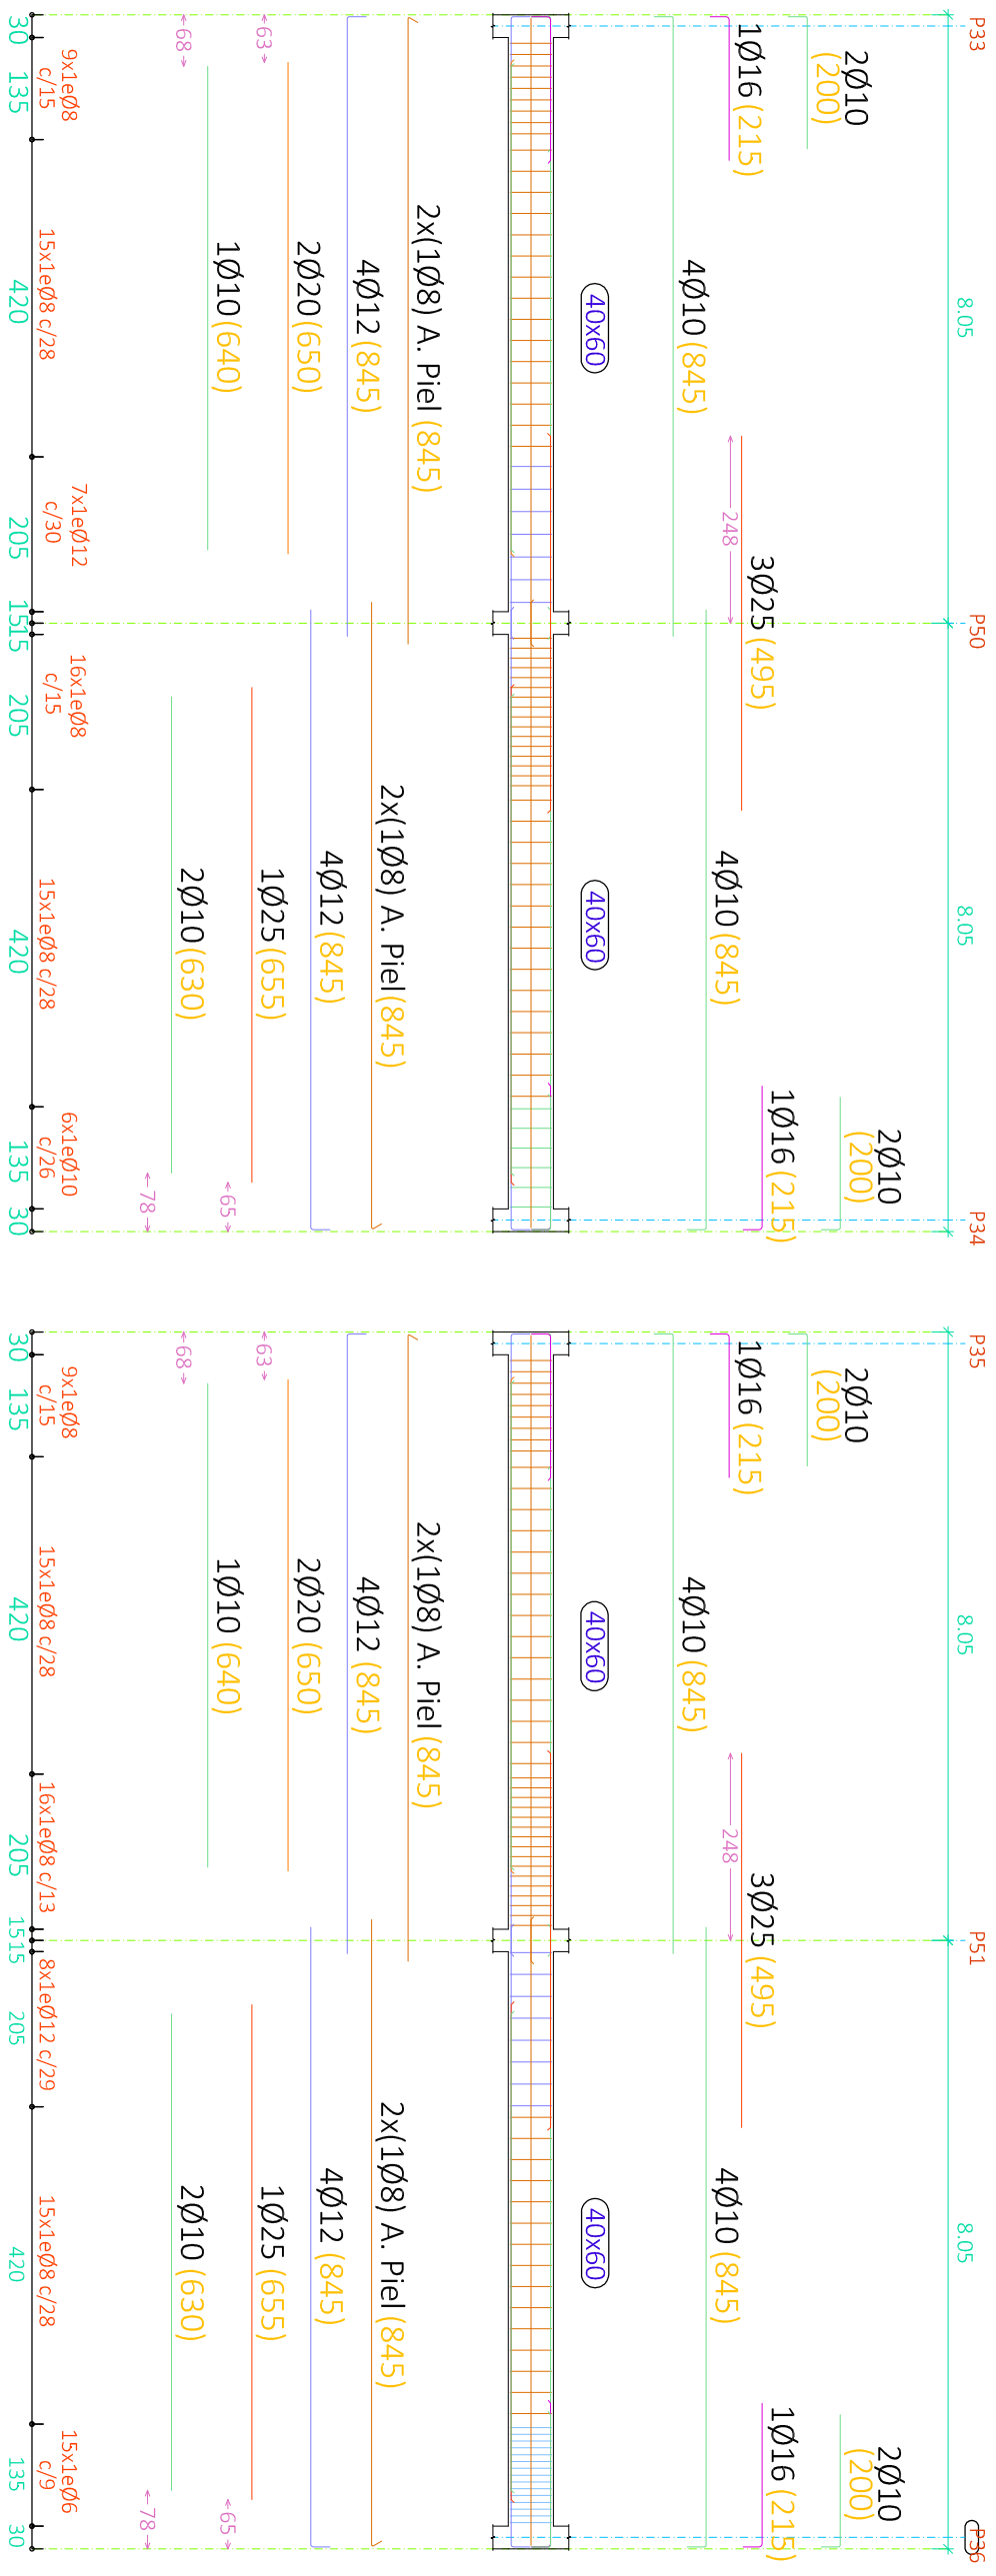 P33
P50
P34
8.05
8.05
2Ø10
(200)
2Ø10
(200)
1Ø16 (215)
3Ø25 (495)
1Ø16 (215)
248
4Ø10 (845)
4Ø10 (845)
40x60
40x60
2x(1Ø8) A. Piel (845)
2x(1Ø8) A. Piel (845)
4Ø12 (845)
4Ø12 (845)
2Ø20 (650)
1Ø25 (655)
63
65
1Ø10 (640)
2Ø10 (630)
68
78
9x1eØ8
c/15
15x1eØ8 c/28
7x1eØ12
c/30
16x1eØ8
c/15
15x1eØ8 c/28
6x1eØ10
c/26
30 135 420 205 15 15 205 420 135 30
P35
P51
P36
8.05
8.05
2Ø10
(200)
2Ø10
(200)
1Ø16 (215)
3Ø25 (495)
1Ø16 (215)
248
4Ø10 (845)
4Ø10 (845)
40x60
40x60
2x(1Ø8) A. Piel (845)
2x(1Ø8) A. Piel (845)
4Ø12 (845)
4Ø12 (845)
2Ø20 (650)
1Ø25 (655)
63
65
1Ø10 (640)
2Ø10 (630)
68
78
9x1eØ8
c/15
15x1eØ8 c/28
16x1eØ8 c/13
8x1eØ12 c/29
15x1eØ8 c/28
15x1eØ6
c/9
30 135 420 205 15 15 205 420 135 30